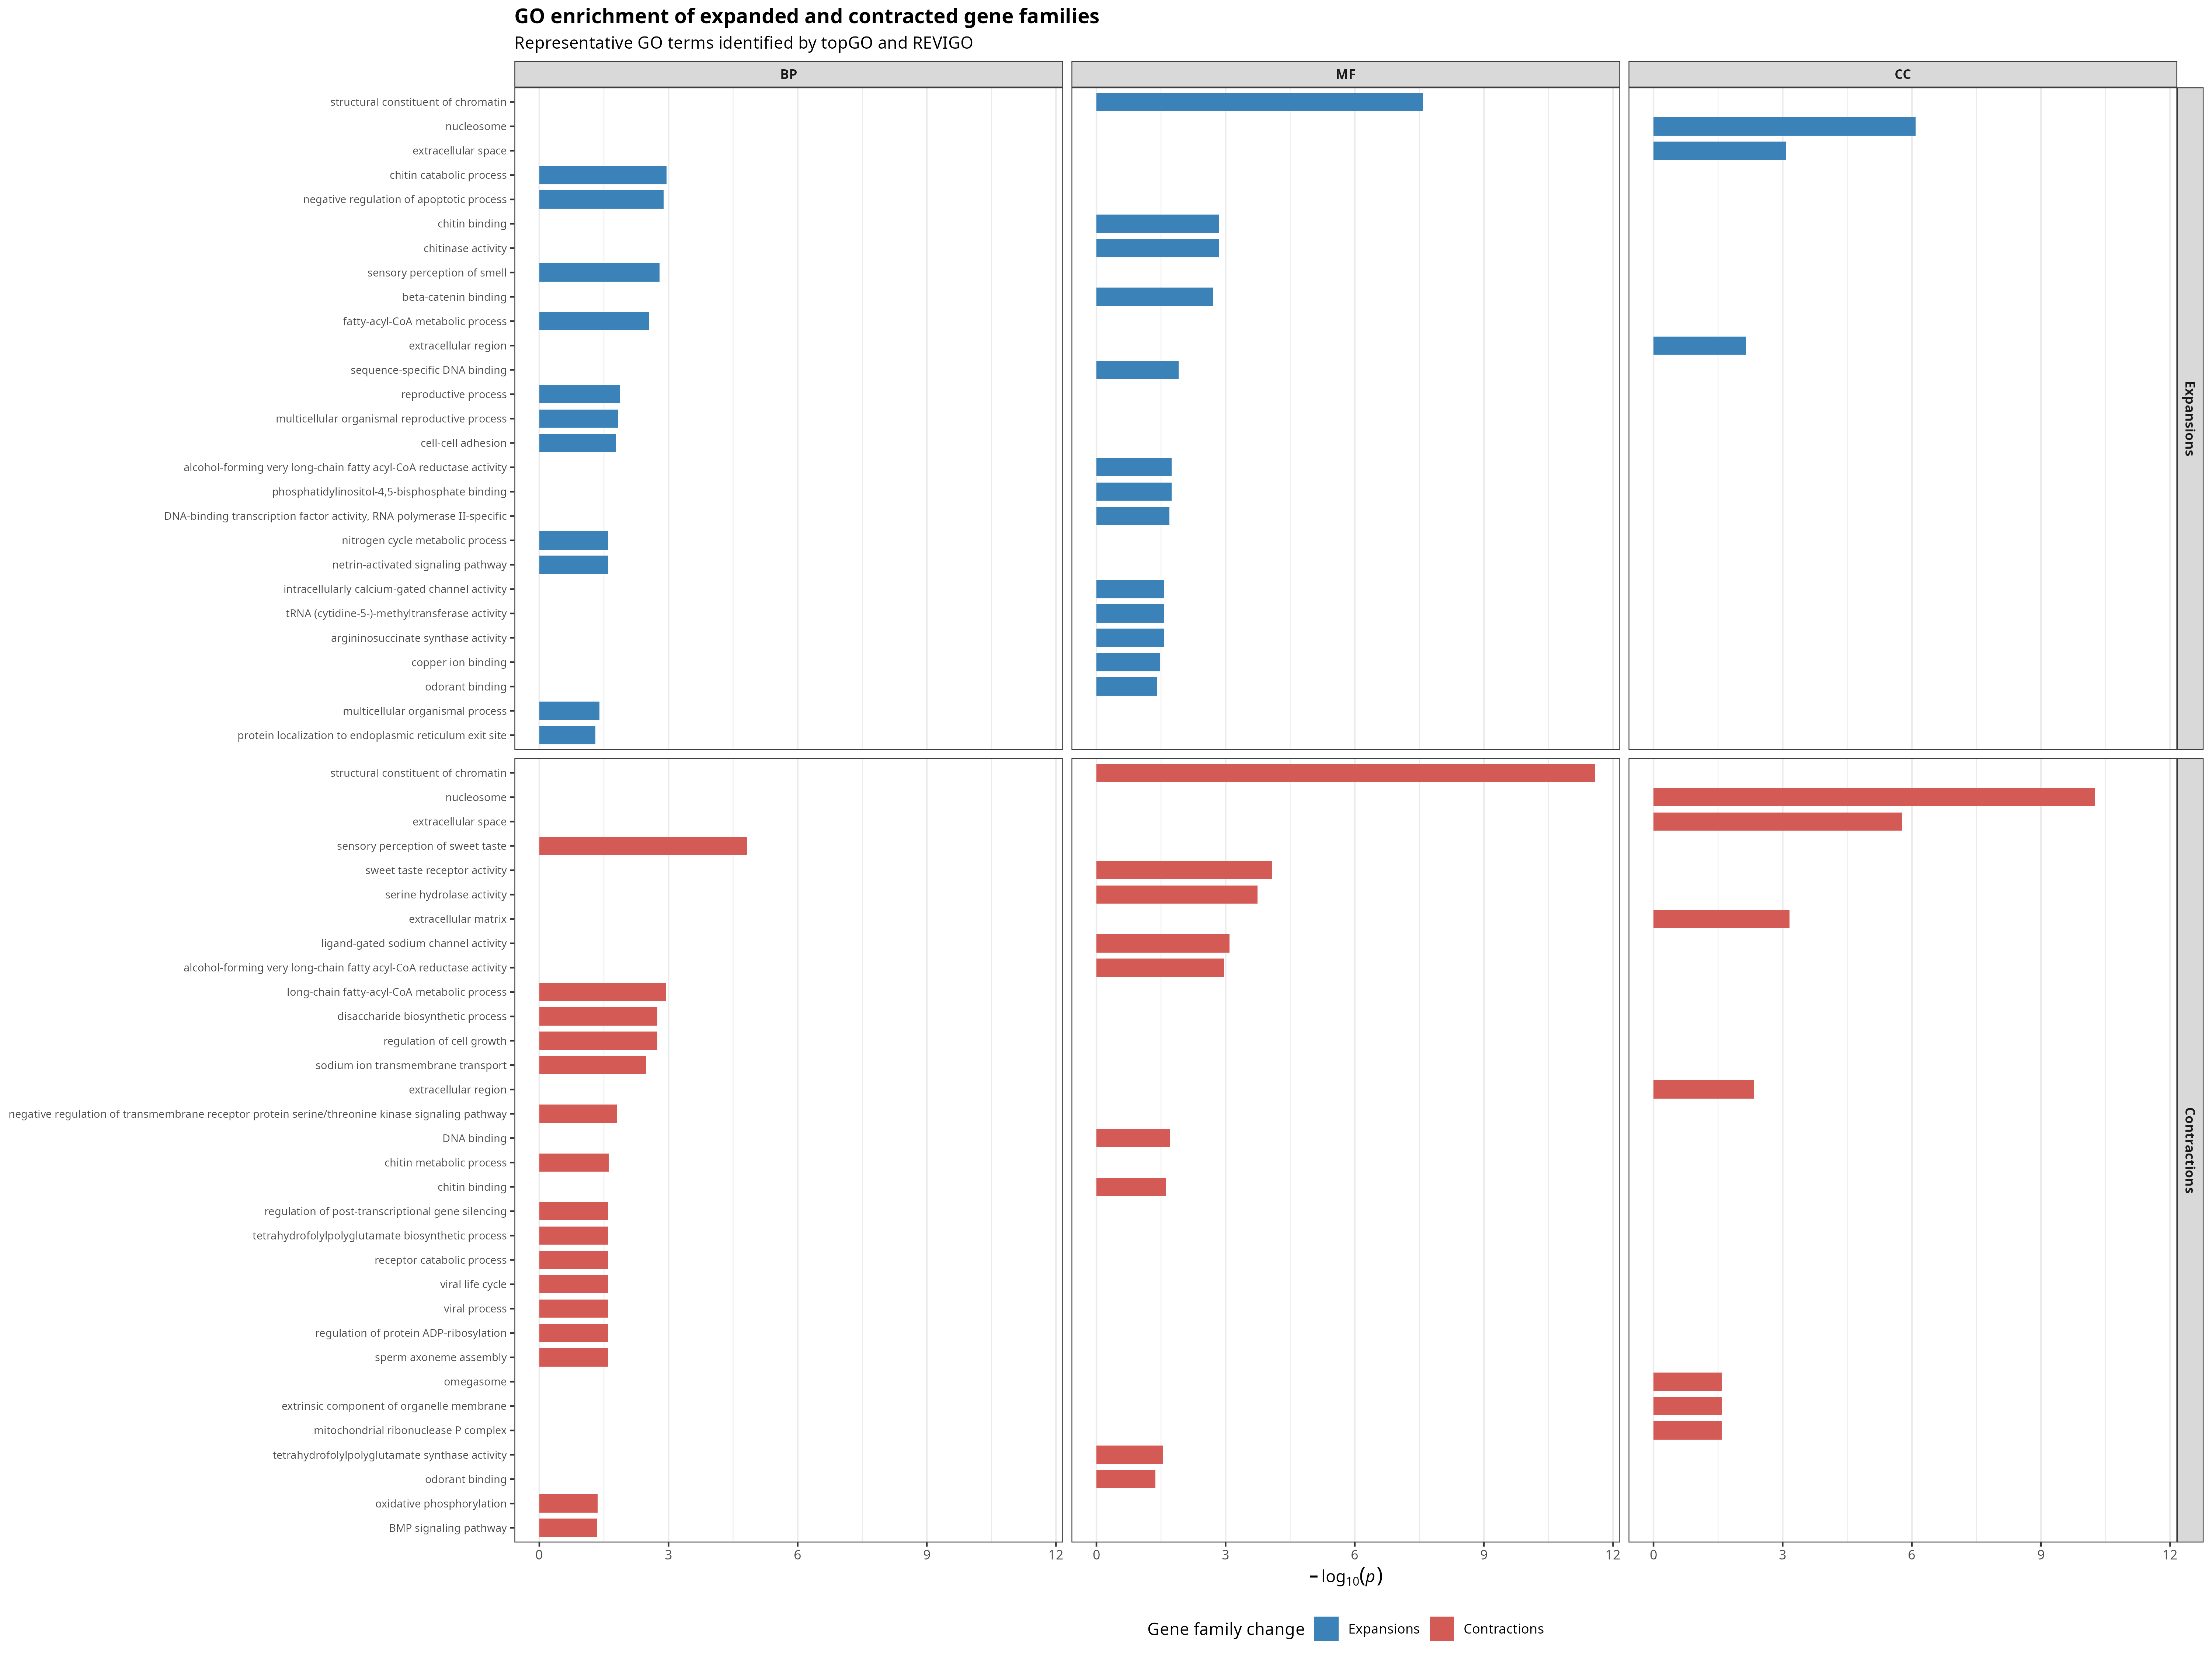 GO enrichment of expanded and contracted gene families
Representative GO terms identified by topGO and REVIGO
BP MF CC
structural constituent of chromatin
nucleosome
extracellular space
chitin catabolic process
negative regulation of apoptotic process
chitin binding
chitinase activity
sensory perception of smell
beta-catenin binding
fatty-acyl-CoA metabolic process
extracellular region
sequence-specific DNA binding
reproductive process
multicellular organismal reproductive process
cell-cell adhesion
alcohol-forming very long-chain fatty acyl-CoA reductase activity
phosphatidylinositol-4,5-bisphosphate binding
DNA-binding transcription factor activity, RNA polymerase II-specific
nitrogen cycle metabolic process
netrin-activated signaling pathway
intracellularly calcium-gated channel activity
tRNA (cytidine-5-)-methyltransferase activity
argininosuccinate synthase activity
copper ion binding
odorant binding
multicellular organismal process
protein localization to endoplasmic reticulum exit site
Expansions
structural constituent of chromatin
nucleosome
extracellular space
sensory perception of sweet taste
sweet taste receptor activity
serine hydrolase activity
extracellular matrix
ligand-gated sodium channel activity
alcohol-forming very long-chain fatty acyl-CoA reductase activity
long-chain fatty-acyl-CoA metabolic process
disaccharide biosynthetic process
regulation of cell growth
sodium ion transmembrane transport
extracellular region
negative regulation of transmembrane receptor protein serine/threonine kinase signaling pathway
DNA binding
chitin metabolic process
chitin binding
regulation of post-transcriptional gene silencing
tetrahydrofolylpolyglutamate biosynthetic process
receptor catabolic process
viral life cycle
viral process
regulation of protein ADP-ribosylation
sperm axoneme assembly
omegasome
extrinsic component of organelle membrane
mitochondrial ribonuclease P complex
tetrahydrofolylpolyglutamate synthase activity
odorant binding
oxidative phosphorylation
BMP signaling pathway
Contractions
0 3 6 9 12 0 3 6 9 12 0 3 6 9 12
−log₁₀(p)
Gene family change Expansions Contractions